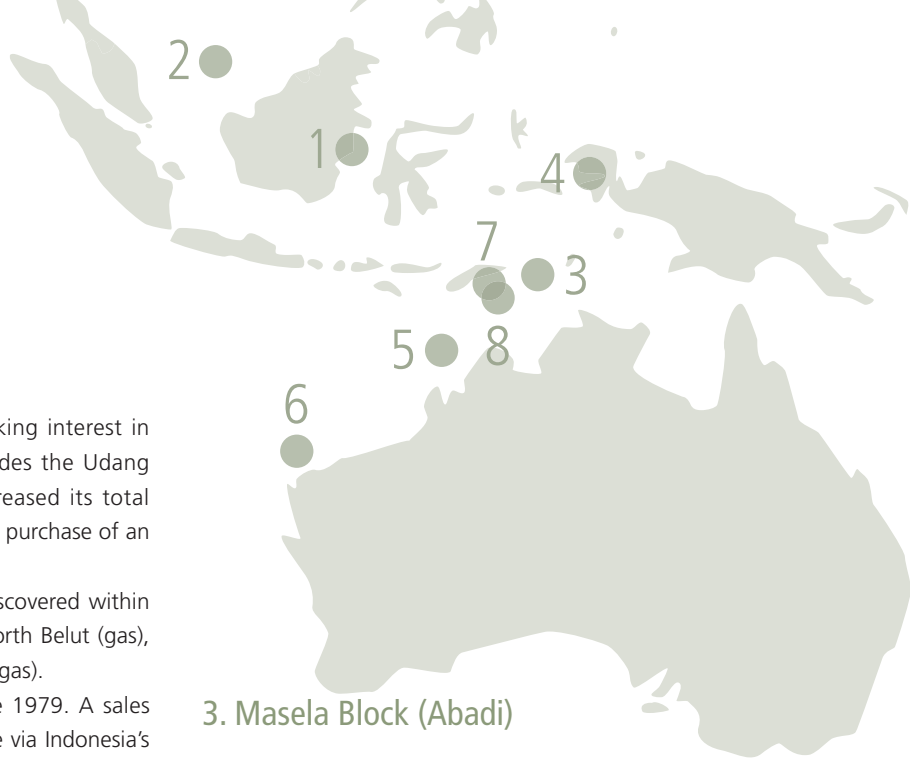 2
1
4
7
3
5
8
6
king interest in
des the Udang
reased its total
purchase of an
scovered within
orth Belut (gas),
gas).
e 1979. A sales
e via Indonesia’s
3. Masela Block (Abadi)